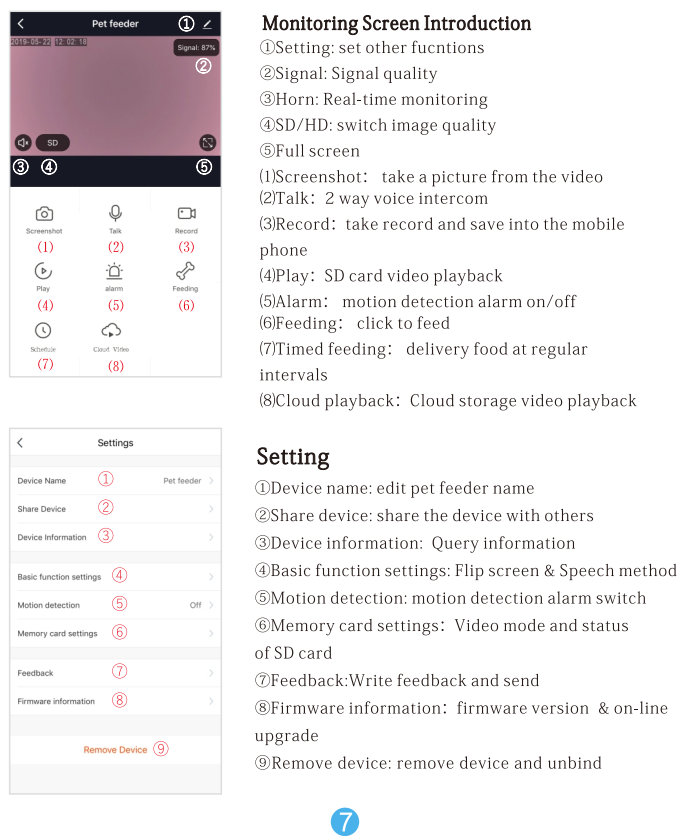 Pet feeder ①
2019-05-22 12:02:18
Signal: 87%
②
SD
③ ④ ⑤
Screenshot Talk Record
(1) (2) (3)
Play alarm Feeding
(4) (5) (6)
Schedule Cloud Video
(7) (8)
Monitoring Screen Introduction
①Setting: set other fucntions
②Signal: Signal quality
③Horn: Real-time monitoring
④SD/HD: switch image quality
⑤Full screen
(1)Screenshot: take a picture from the video
(2)Talk: 2 way voice intercom
(3)Record: take record and save into the mobile
phone
(4)Play: SD card video playback
(5)Alarm: motion detection alarm on/off
(6)Feeding: click to feed
(7)Timed feeding: delivery food at regular
intervals
(8)Cloud playback: Cloud storage video playback
Settings
Device Name ① Pet feeder
Share Device ②
Device Information ③
Basic function settings ④
Motion detection ⑤ Off
Memory card settings ⑥
Feedback ⑦
Firmware information ⑧
Remove Device ⑨
Setting
①Device name: edit pet feeder name
②Share device: share the device with others
③Device information: Query information
④Basic function settings: Flip screen & Speech method
⑤Motion detection: motion detection alarm switch
⑥Memory card settings: Video mode and status
of SD card
⑦Feedback:Write feedback and send
⑧Firmware information: firmware version & on-line
upgrade
⑨Remove device: remove device and unbind
7